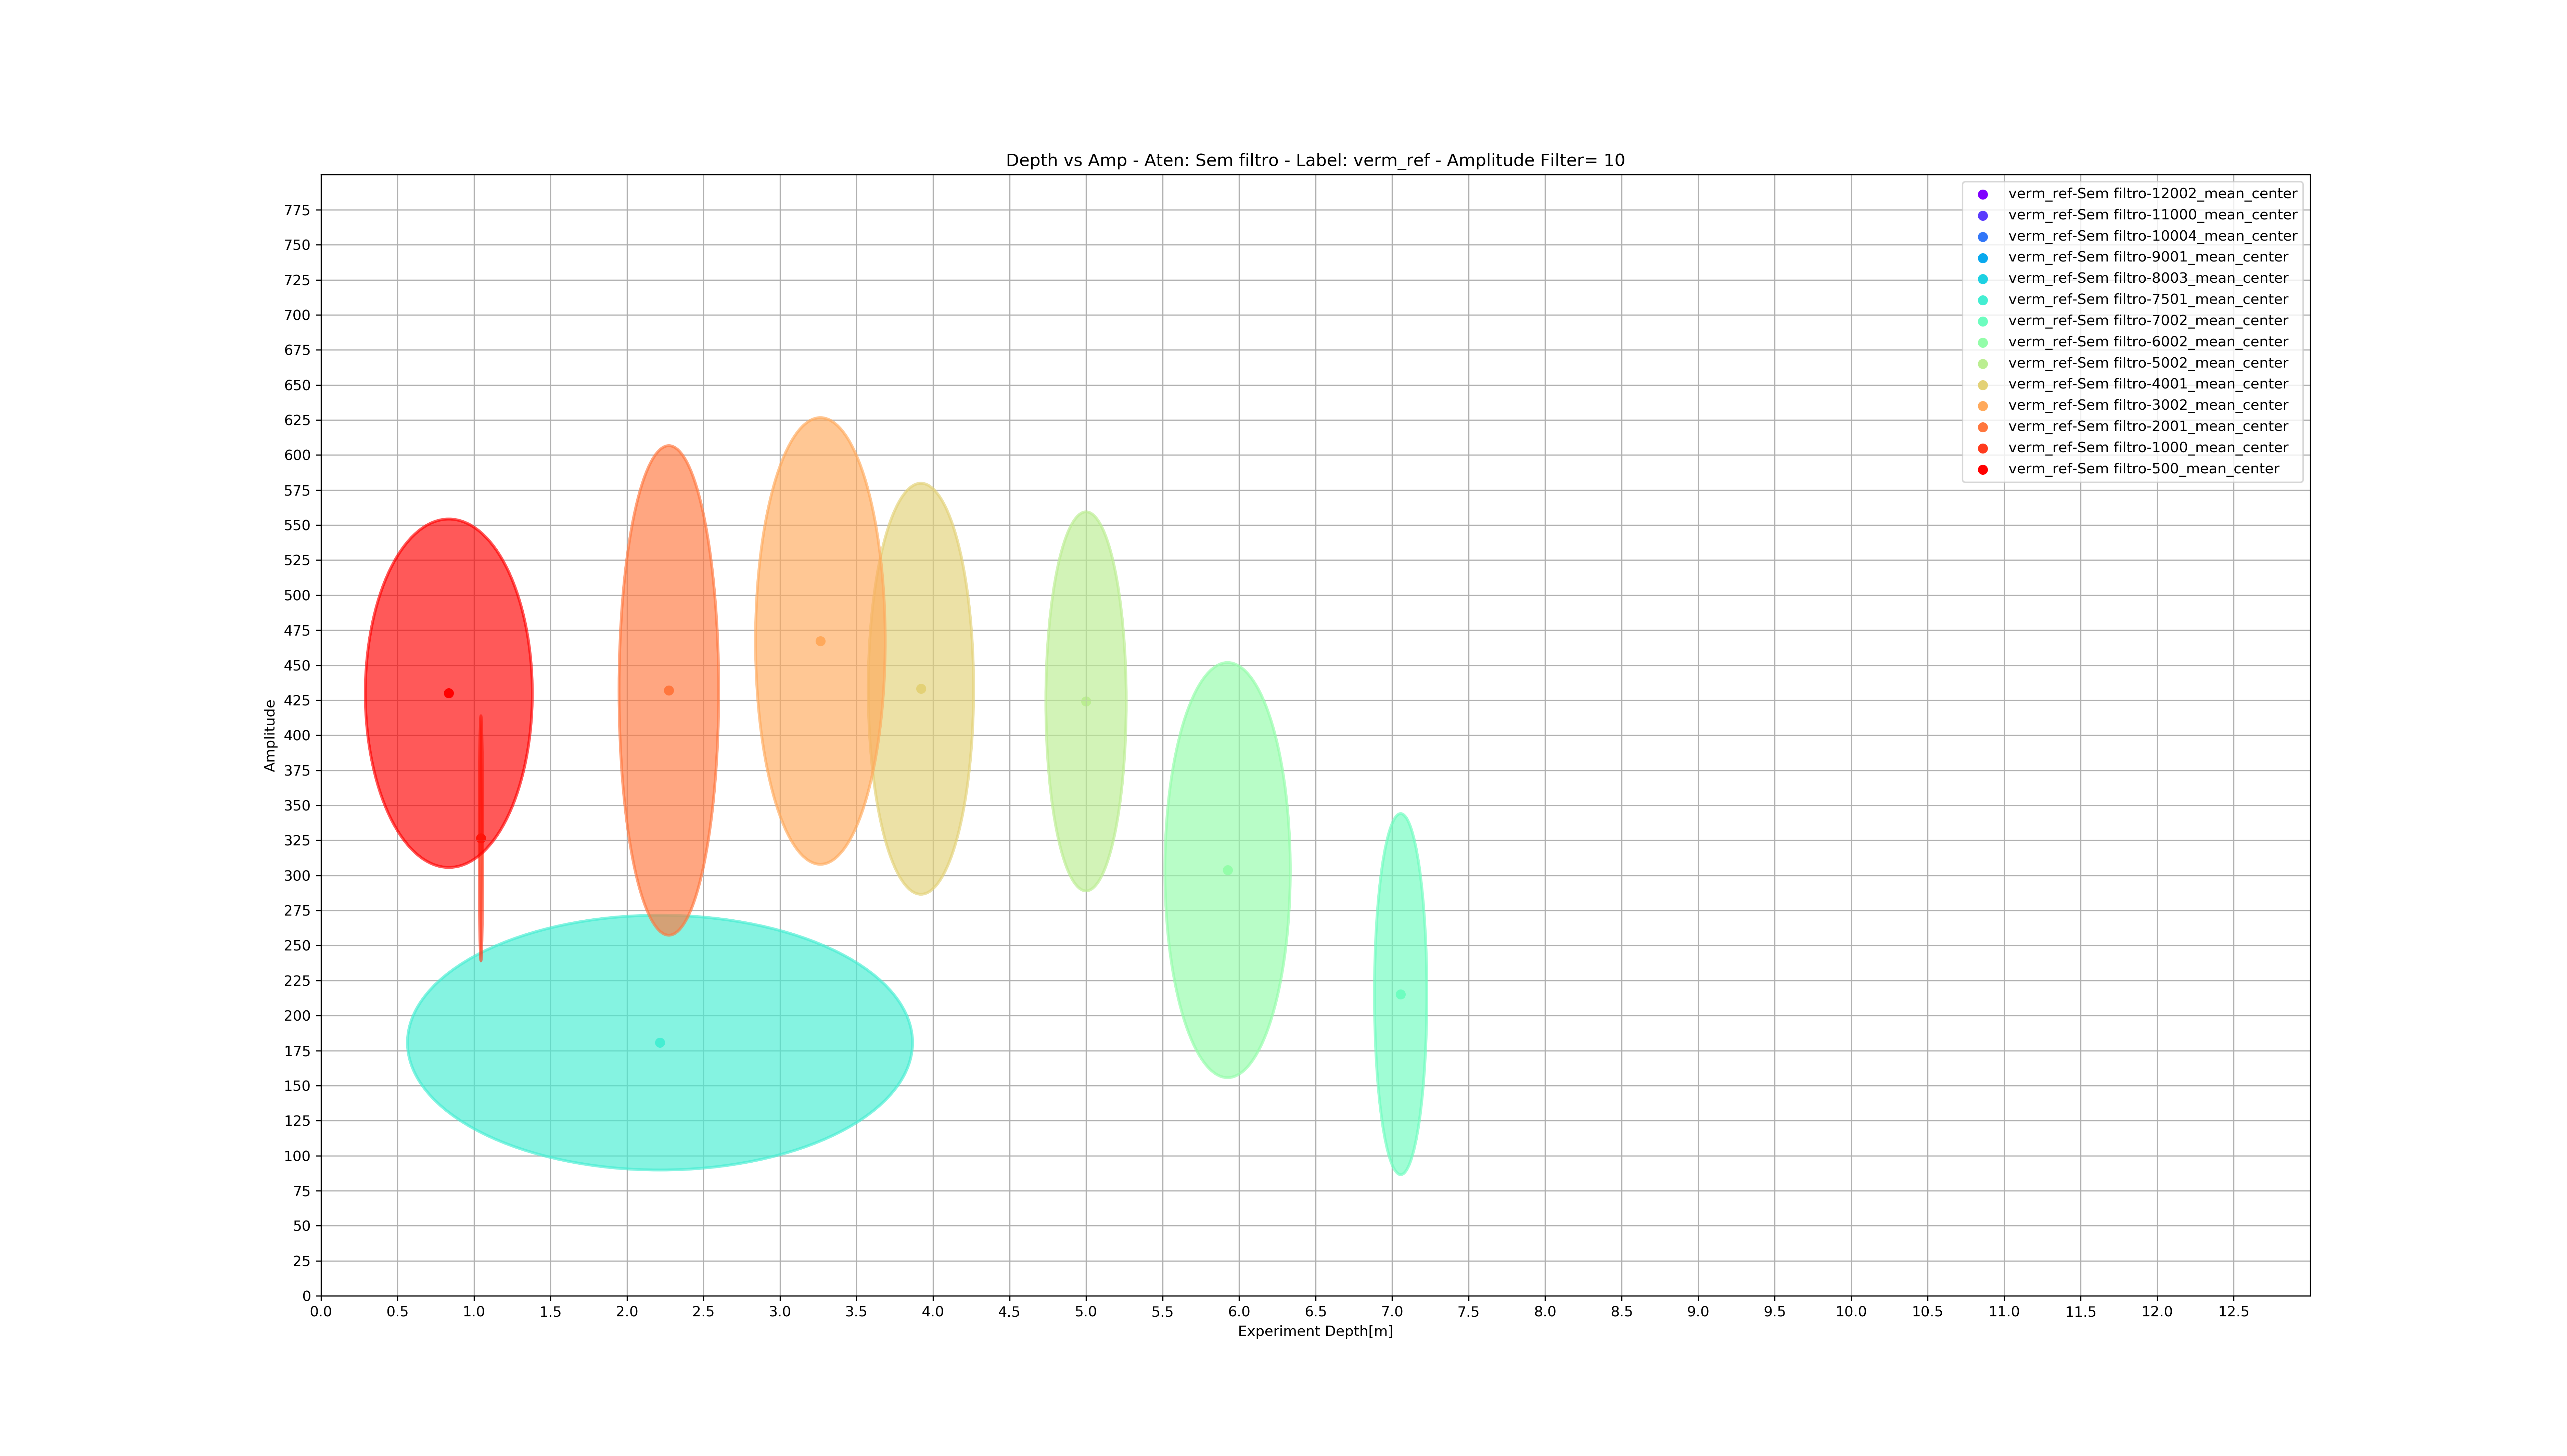 Depth vs Amp - Aten: Sem filtro - Label: verm_ref - Amplitude Filter= 10
verm_ref-Sem filtro-12002_mean_center
verm_ref-Sem filtro-11000_mean_center
verm_ref-Sem filtro-10004_mean_center
verm_ref-Sem filtro-9001_mean_center
verm_ref-Sem filtro-8003_mean_center
verm_ref-Sem filtro-7501_mean_center
verm_ref-Sem filtro-7002_mean_center
verm_ref-Sem filtro-6002_mean_center
verm_ref-Sem filtro-5002_mean_center
verm_ref-Sem filtro-4001_mean_center
verm_ref-Sem filtro-3002_mean_center
verm_ref-Sem filtro-2001_mean_center
verm_ref-Sem filtro-1000_mean_center
verm_ref-Sem filtro-500_mean_center
Amplitude
775
750
725
700
675
650
625
600
575
550
525
500
475
450
425
400
375
350
325
300
275
250
225
200
175
150
125
100
75
50
25
0
0.0 0.5 1.0 1.5 2.0 2.5 3.0 3.5 4.0 4.5 5.0 5.5 6.0 6.5 7.0 7.5 8.0 8.5 9.0 9.5 10.0 10.5 11.0 11.5 12.0 12.5
Experiment Depth[m]